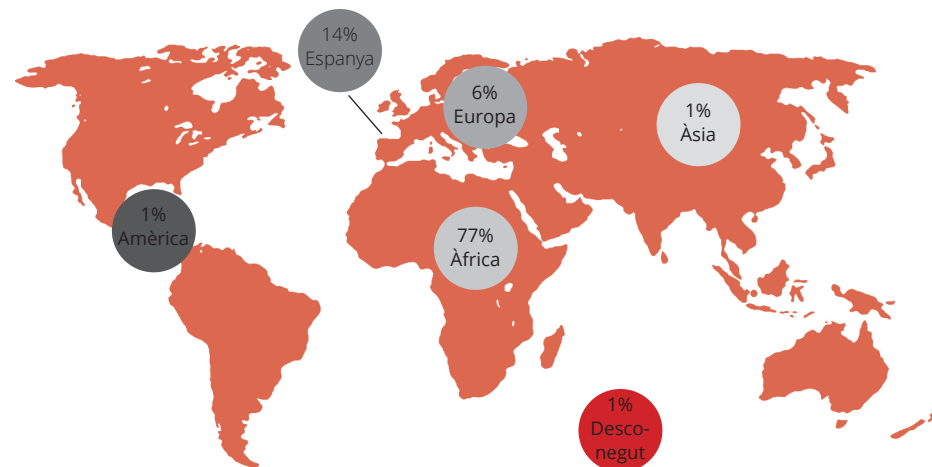 14%
Espanya
6%
Europa
1%
Àsia
1%
Amèrica
77%
Àfrica
1%
Desco-
negut